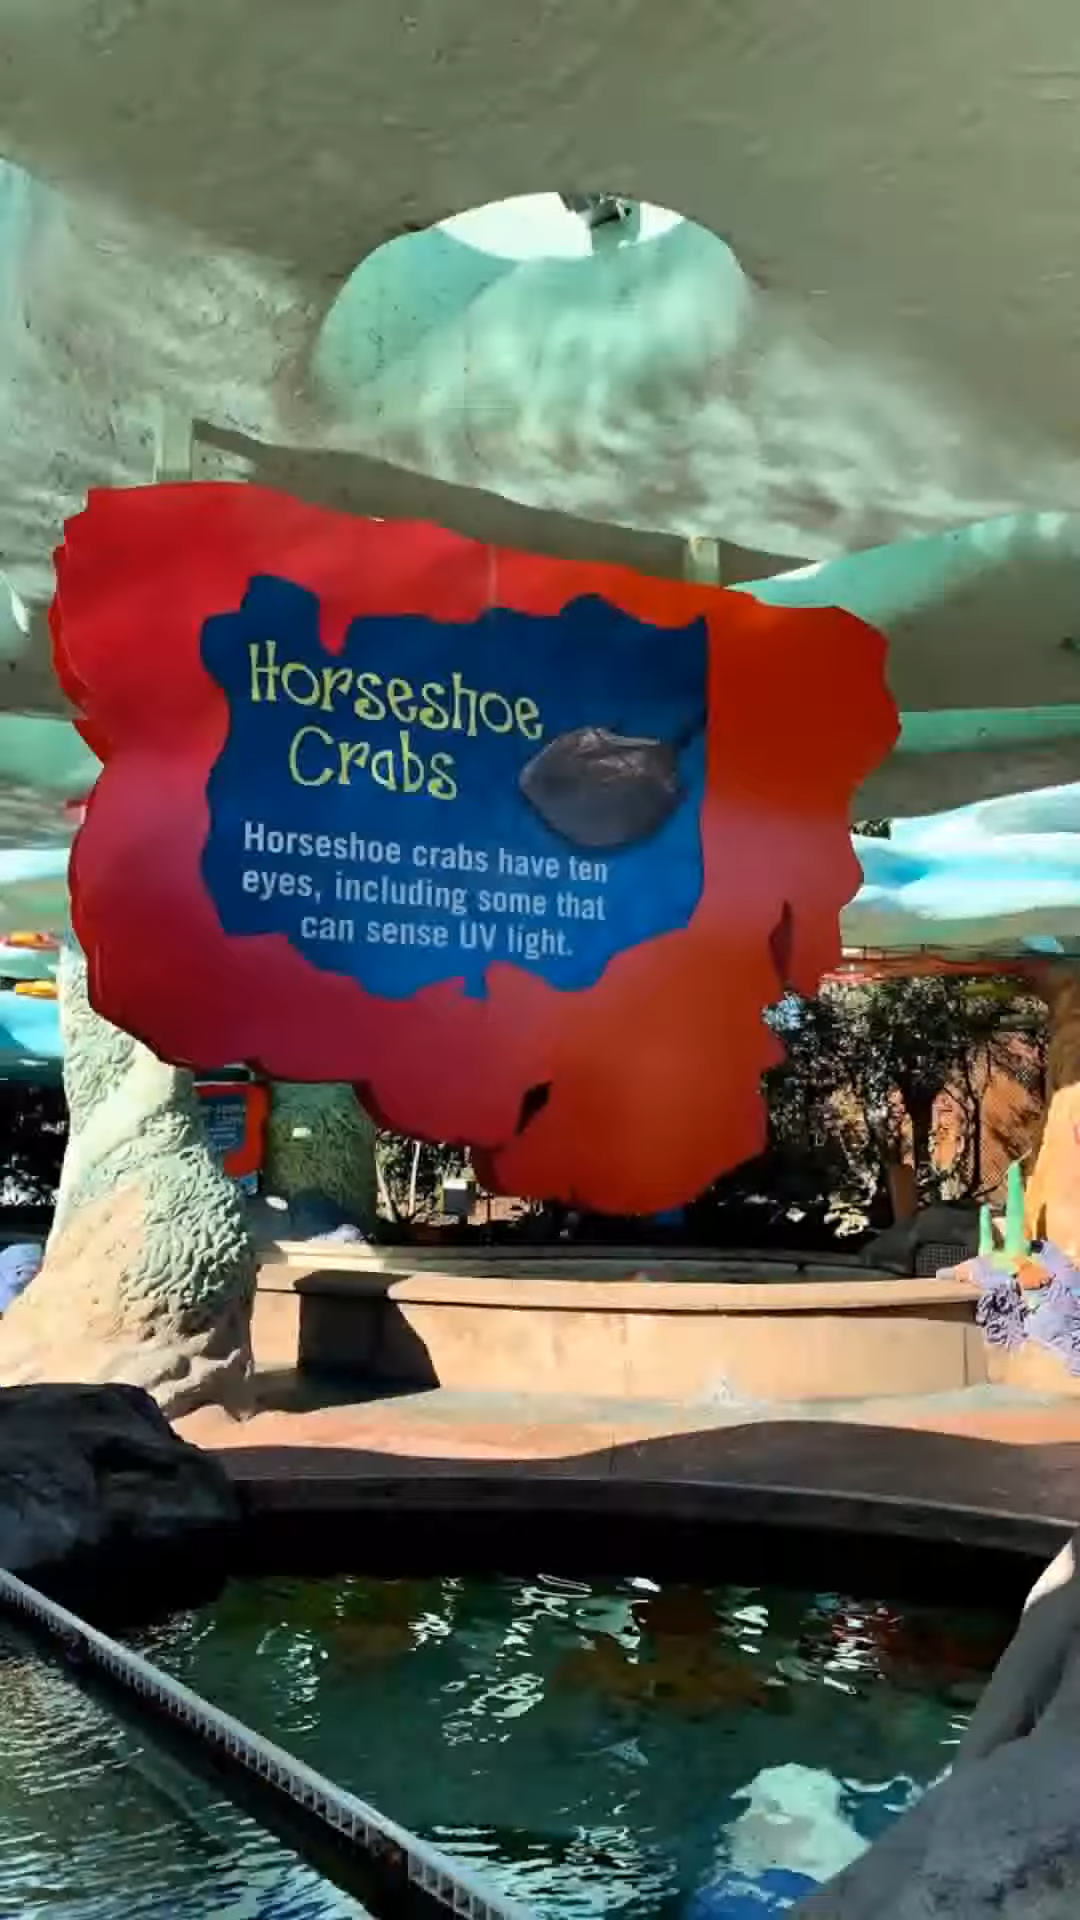 Horseshoe
Crabs
Horseshoe crabs have ten
eyes, including some that
can sense UV light.